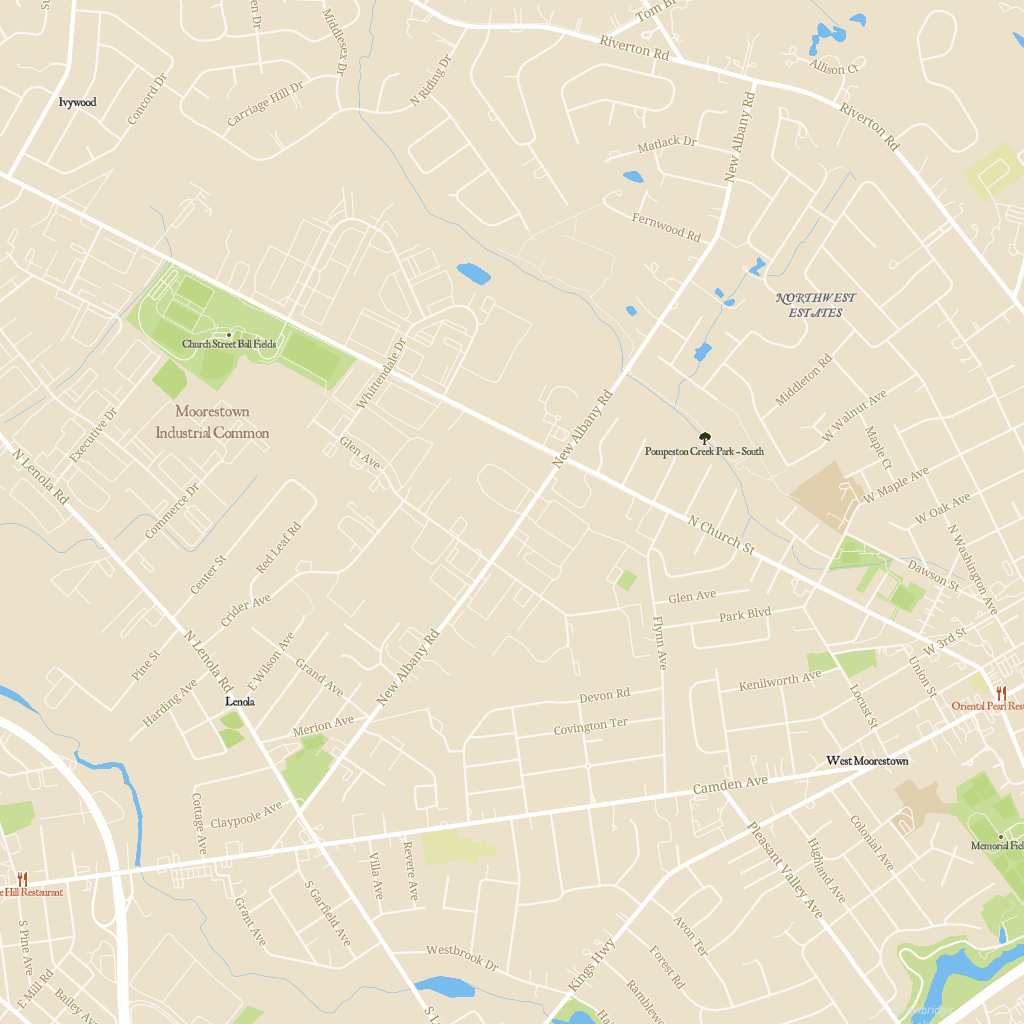 Riverton Rd
Allison Ct
Middlesex Dr
N Riding Dr
Concord Dr
Carriage Hill Dr
Ivywood
Riverton Rd
New Albany Rd
Matlack Dr
Fernwood Rd
NORTHWEST
ESTATES
Church Street Ball Fields
Whittendale Dr
Moorestown
Industrial Common
Executive Dr
Middleton Rd
W Walnut Ave
Maple Ct
New Albany Rd
Glen Ave
Pompeston Creek Park - South
N Lenola Rd
W Maple Ave
W Oak Ave
Commerce Dr
N Church St
N Washington Ave
Red Leaf Rd
Center St
Dawson St
Crider Ave
Glen Ave
Park Blvd
Flynn Ave
W 3rd St
N Lenola Rd
E Wilson Ave
New Albany Rd
Pine St
Grand Ave
Union St
Kenilworth Ave
Harding Ave
Devon Rd
Locust St
Lenola
Oriental Pearl Rest
Merion Ave
Covington Ter
West Moorestown
Camden Ave
Cottage Ave
Claypoole Ave
Pleasant Valley Ave
Highland Ave
Colonial Ave
Memorial Fiel
Villa Ave
Revere Ave
e Hill Restaurant
S Garfield Ave
Grant Ave
S Pine Ave
Avon Ter
Westbrook Dr
Kings Hwy
Forest Rd
E Mill Rd
Bailey Ave